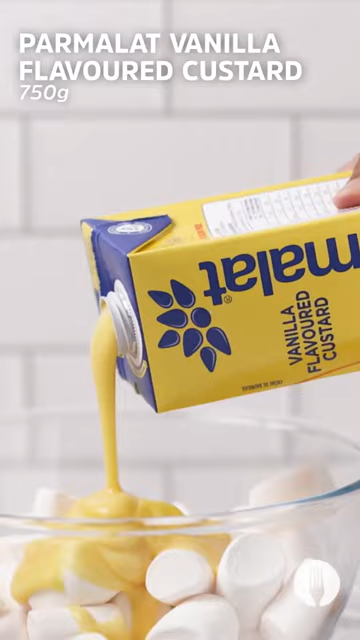 PARMALAT VANILLA
FLAVOURED CUSTARD
750g
malat®
VANILLA
FLAVOURED
CUSTARD